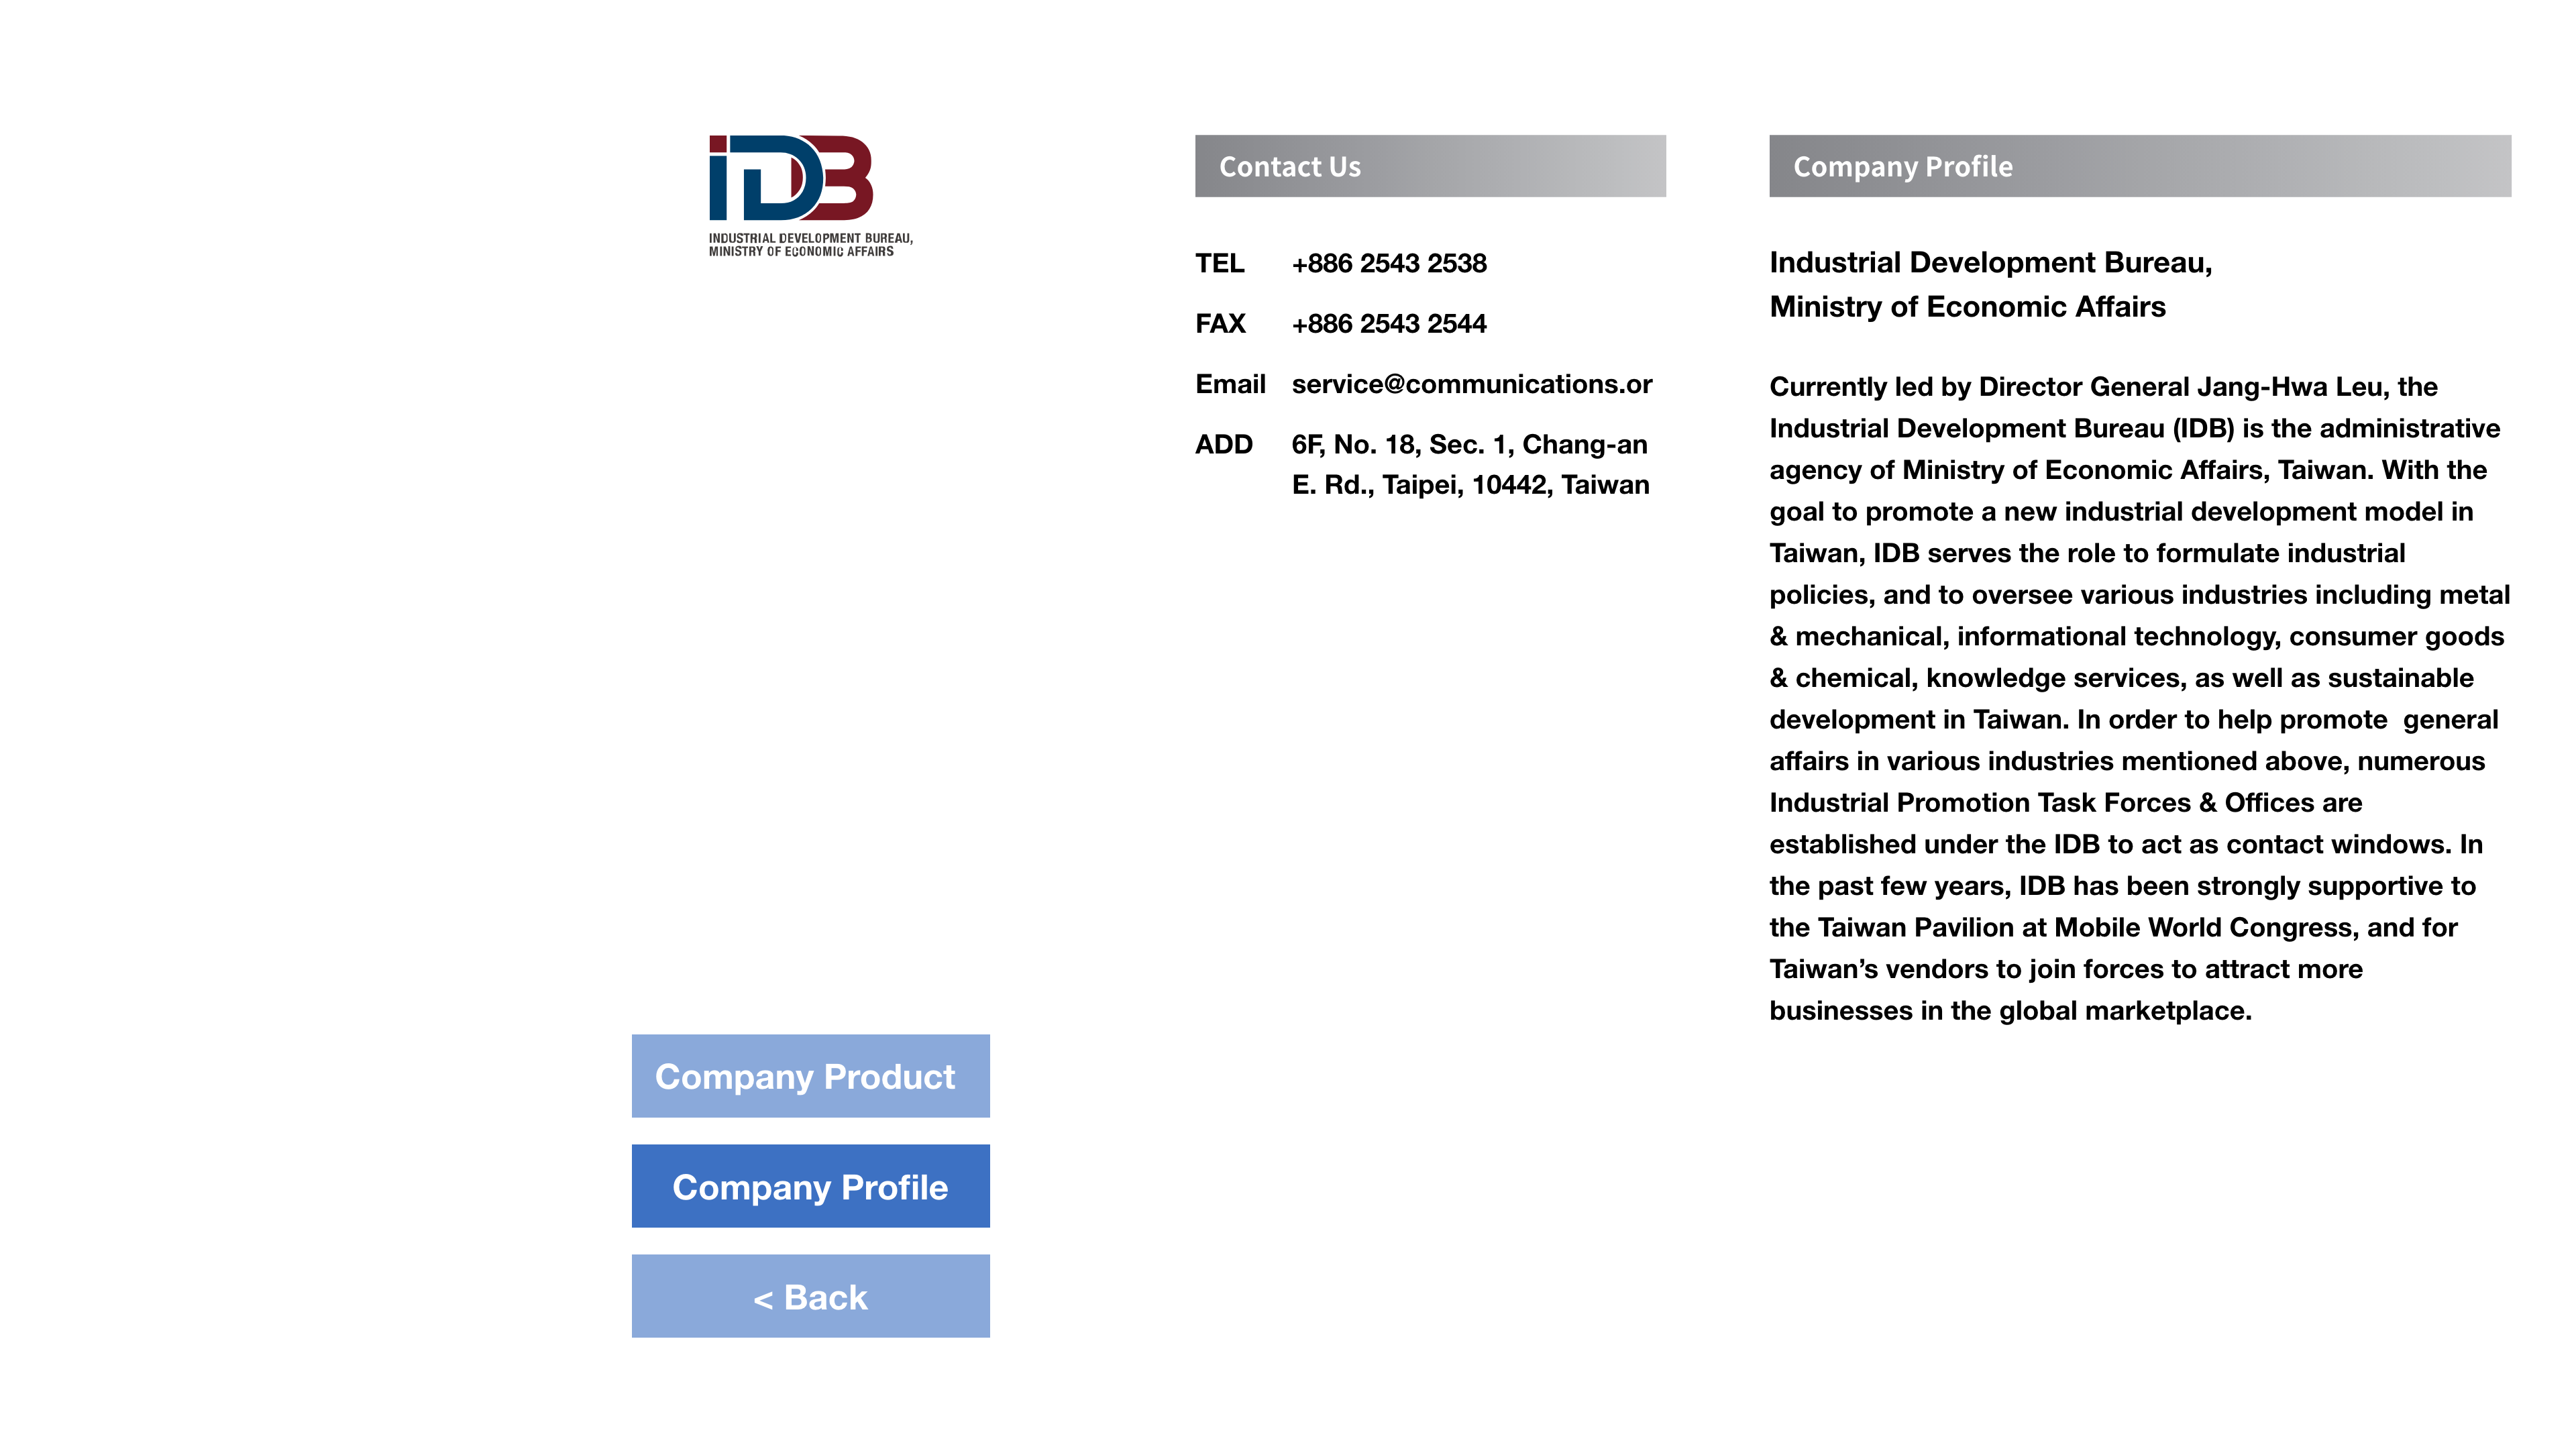 iDB
INDUSTRIAL DEVELOPMENT BUREAU,
MINISTRY OF ECONOMIC AFFAIRS
Company Product
Company Profile
< Back
Contact Us
TEL +886 2543 2538
FAX +886 2543 2544
Email service@communications.or
ADD 6F, No. 18, Sec. 1, Chang-an
E. Rd., Taipei, 10442, Taiwan
Company Profile
Industrial Development Bureau,
Ministry of Economic Affairs
Currently led by Director General Jang-Hwa Leu, the
Industrial Development Bureau (IDB) is the administrative
agency of Ministry of Economic Affairs, Taiwan. With the
goal to promote a new industrial development model in
Taiwan, IDB serves the role to formulate industrial
policies, and to oversee various industries including metal
& mechanical, informational technology, consumer goods
& chemical, knowledge services, as well as sustainable
development in Taiwan. In order to help promote  general
affairs in various industries mentioned above, numerous
Industrial Promotion Task Forces & Offices are
established under the IDB to act as contact windows. In
the past few years, IDB has been strongly supportive to
the Taiwan Pavilion at Mobile World Congress, and for
Taiwan’s vendors to join forces to attract more
businesses in the global marketplace.